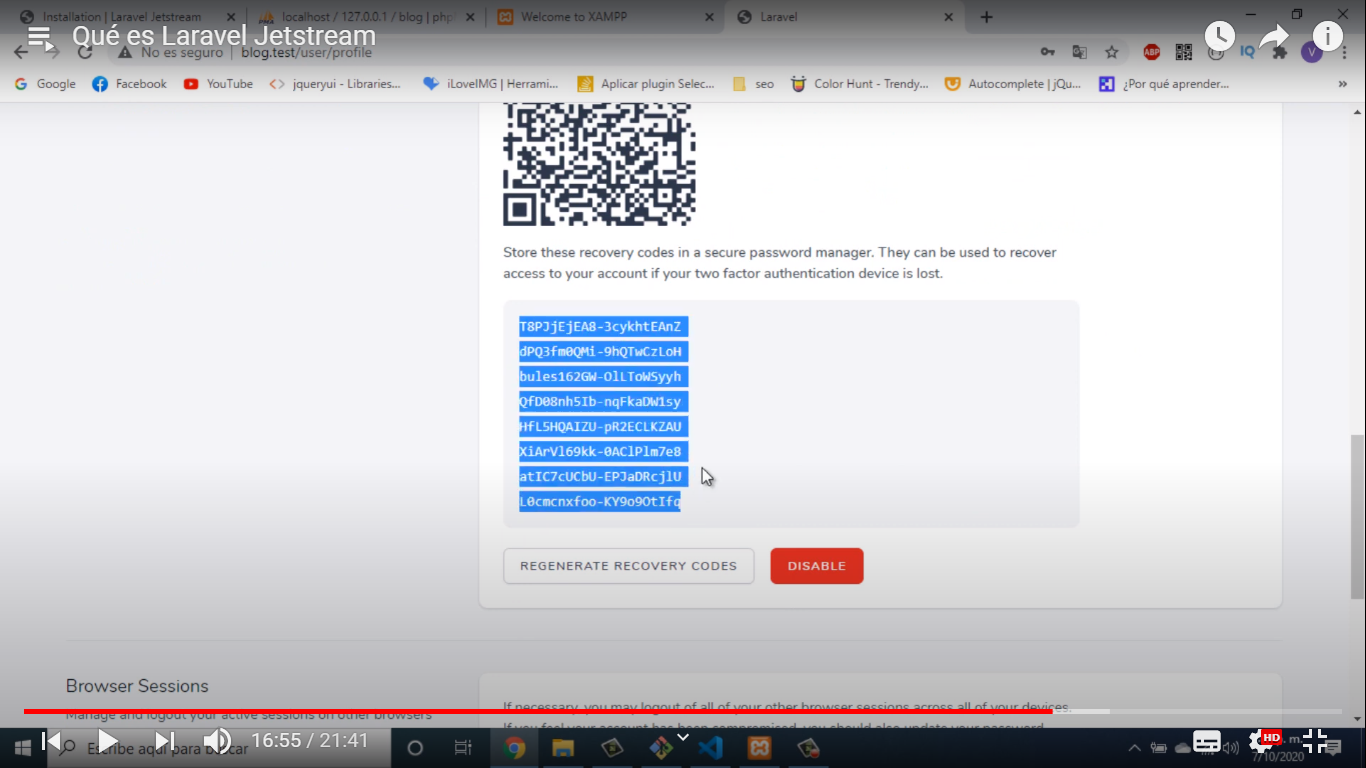 Installation | Laravel Jetstream
localhost / 127.0.0.1 / blog | php
Welcome to XAMPP
Laravel
Qué es Laravel Jetstream
No es seguro
blog.test/user/profile
ABP
IQ
V
Google
Facebook
YouTube
jqueryui - Libraries...
iLoveIMG | Herrami...
Aplicar plugin Selec...
seo
Color Hunt - Trendy...
Autocomplete | jQu...
¿Por qué aprender...
Store these recovery codes in a secure password manager. They can be used to recover
access to your account if your two factor authentication device is lost.
T8PJjEjEA8-3cykhtEAnZ
dPQ3fm0QMi-9hQTwCzLoH
bules162GW-OlLToWSyyh
QfD08nh5Ib-nqFkaDW1sy
HfL5HQAIZU-pR2ECLKZAU
XiArVl69kk-0AClPlm7e8
atIC7cUCbU-EPJaDRcjlU
L0cmcnxfoo-KY9o9OtIfq
REGENERATE RECOVERY CODES
DISABLE
Browser Sessions
Manage and logout your active sessions on other browsers
If necessary, you may logout of all of your other browser sessions across all of your devices.
If you feel your account has been compromised, you should also update your password.
Escribe aquí para buscar
16:55 / 21:41
HD
7/10/2020